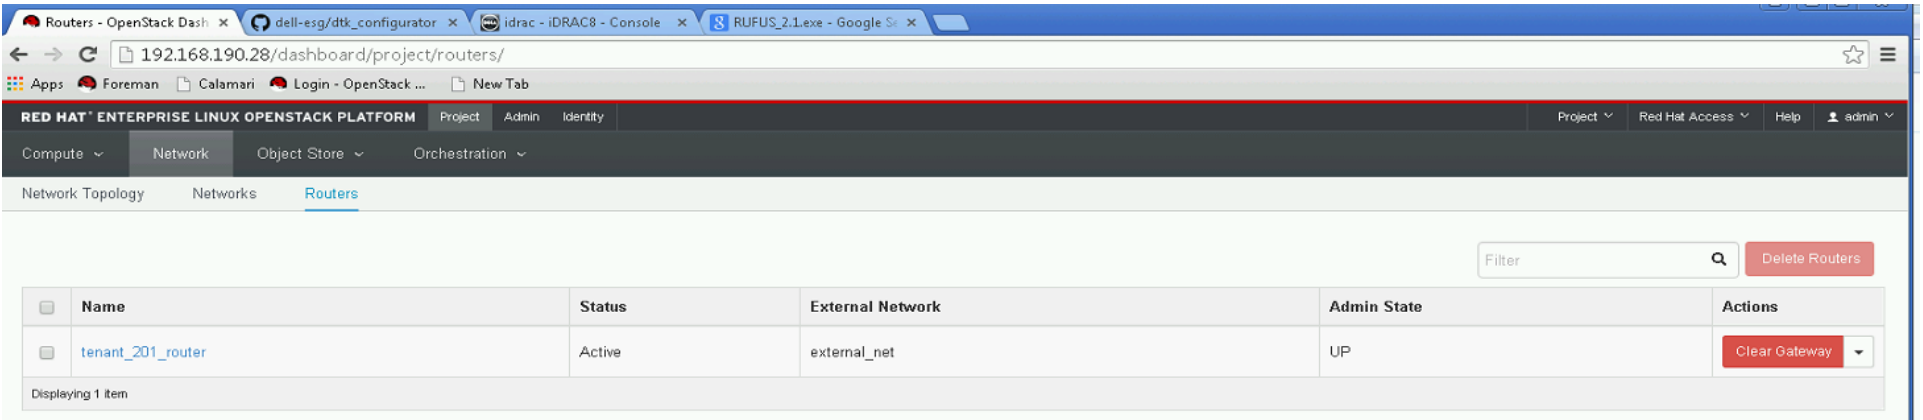 Routers - OpenStack Dash × dell-esg/dtk_configurator × idrac - iDRAC8 - Console × RUFUS_2.1.exe - Google Se ×
192.168.190.28/dashboard/project/routers/
Apps Foreman Calamari Login - OpenStack ... New Tab
RED HAT® ENTERPRISE LINUX OPENSTACK PLATFORM Project Admin Identity Project Red Hat Access Help admin
Compute Network Object Store Orchestration
Network Topology Networks Routers
Filter Delete Routers
Name Status External Network Admin State Actions
tenant_201_router Active external_net UP Clear Gateway
Displaying 1 item